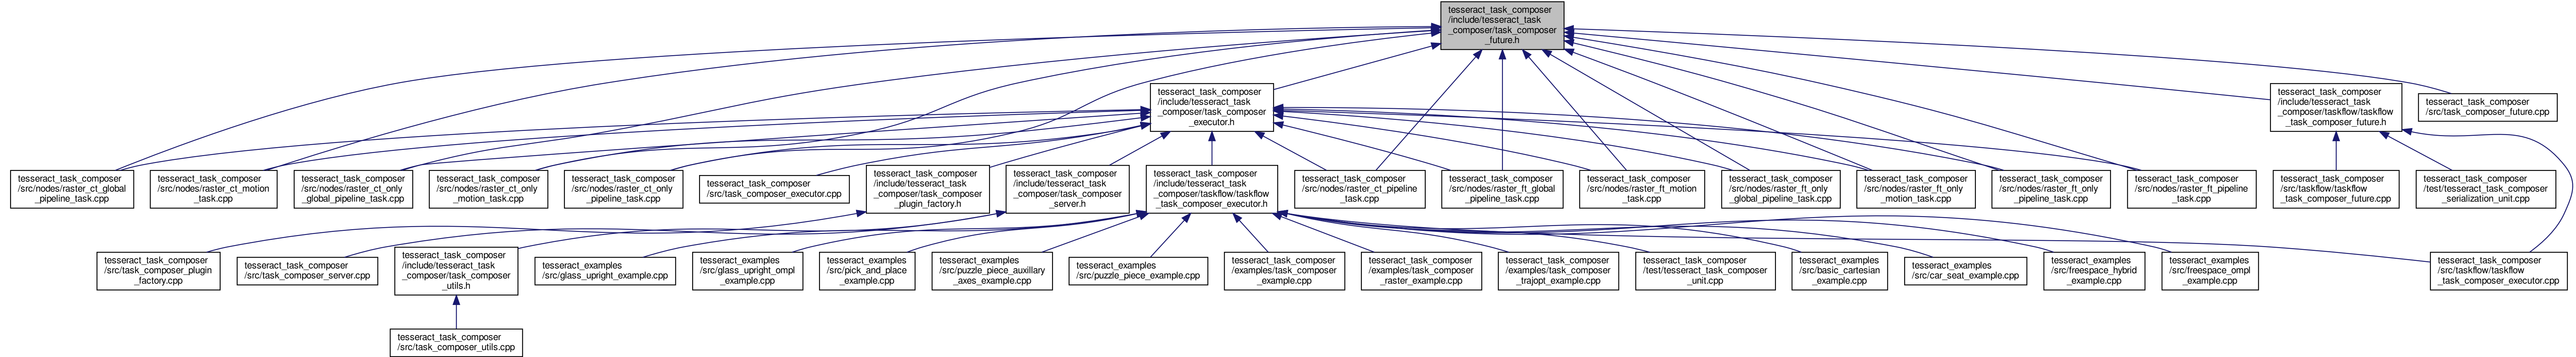 tesseract_task_composer
/include/tesseract_task
_composer/task_composer
_future.h
tesseract_task_composer
/include/tesseract_task
_composer/task_composer
_executor.h
tesseract_task_composer
/include/tesseract_task
_composer/taskflow/taskflow
_task_composer_future.h
tesseract_task_composer
/src/task_composer_future.cpp
tesseract_task_composer
/src/nodes/raster_ct_global
_pipeline_task.cpp
tesseract_task_composer
/src/nodes/raster_ct_motion
_task.cpp
tesseract_task_composer
/src/nodes/raster_ct_only
_global_pipeline_task.cpp
tesseract_task_composer
/src/nodes/raster_ct_only
_motion_task.cpp
tesseract_task_composer
/src/nodes/raster_ct_only
_pipeline_task.cpp
tesseract_task_composer
/src/task_composer_executor.cpp
tesseract_task_composer
/include/tesseract_task
_composer/task_composer
_plugin_factory.h
tesseract_task_composer
/include/tesseract_task
_composer/task_composer
_server.h
tesseract_task_composer
/include/tesseract_task
_composer/taskflow/taskflow
_task_composer_executor.h
tesseract_task_composer
/src/nodes/raster_ct_pipeline
_task.cpp
tesseract_task_composer
/src/nodes/raster_ft_global
_pipeline_task.cpp
tesseract_task_composer
/src/nodes/raster_ft_motion
_task.cpp
tesseract_task_composer
/src/nodes/raster_ft_only
_global_pipeline_task.cpp
tesseract_task_composer
/src/nodes/raster_ft_only
_motion_task.cpp
tesseract_task_composer
/src/nodes/raster_ft_only
_pipeline_task.cpp
tesseract_task_composer
/src/nodes/raster_ft_pipeline
_task.cpp
tesseract_task_composer
/src/taskflow/taskflow
_task_composer_future.cpp
tesseract_task_composer
/test/tesseract_task_composer
_serialization_unit.cpp
tesseract_task_composer
/src/task_composer_plugin
_factory.cpp
tesseract_task_composer
/src/task_composer_server.cpp
tesseract_task_composer
/include/tesseract_task
_composer/task_composer
_utils.h
tesseract_examples
/src/glass_upright_example.cpp
tesseract_examples
/src/glass_upright_ompl
_example.cpp
tesseract_examples
/src/pick_and_place
_example.cpp
tesseract_examples
/src/puzzle_piece_auxillary
_axes_example.cpp
tesseract_examples
/src/puzzle_piece_example.cpp
tesseract_task_composer
/examples/task_composer
_example.cpp
tesseract_task_composer
/examples/task_composer
_raster_example.cpp
tesseract_task_composer
/examples/task_composer
_trajopt_example.cpp
tesseract_task_composer
/test/tesseract_task_composer
_unit.cpp
tesseract_examples
/src/basic_cartesian
_example.cpp
tesseract_examples
/src/car_seat_example.cpp
tesseract_examples
/src/freespace_hybrid
_example.cpp
tesseract_examples
/src/freespace_ompl
_example.cpp
tesseract_task_composer
/src/taskflow/taskflow
_task_composer_executor.cpp
tesseract_task_composer
/src/task_composer_utils.cpp